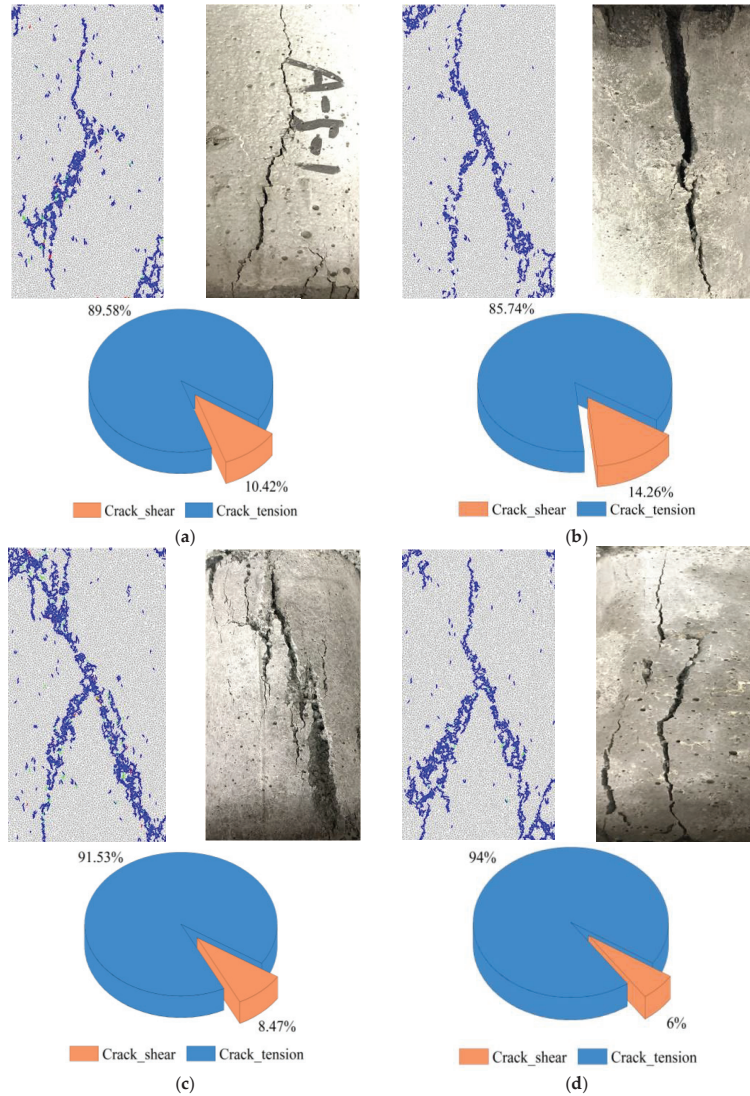 A-5-1
89.58%
85.74%
10.42%
14.26%
Crack_shear Crack_tension
Crack_shear Crack_tension
(a)
(b)
91.53%
94%
8.47%
6%
Crack_shear Crack_tension
Crack_shear Crack_tension
(c)
(d)